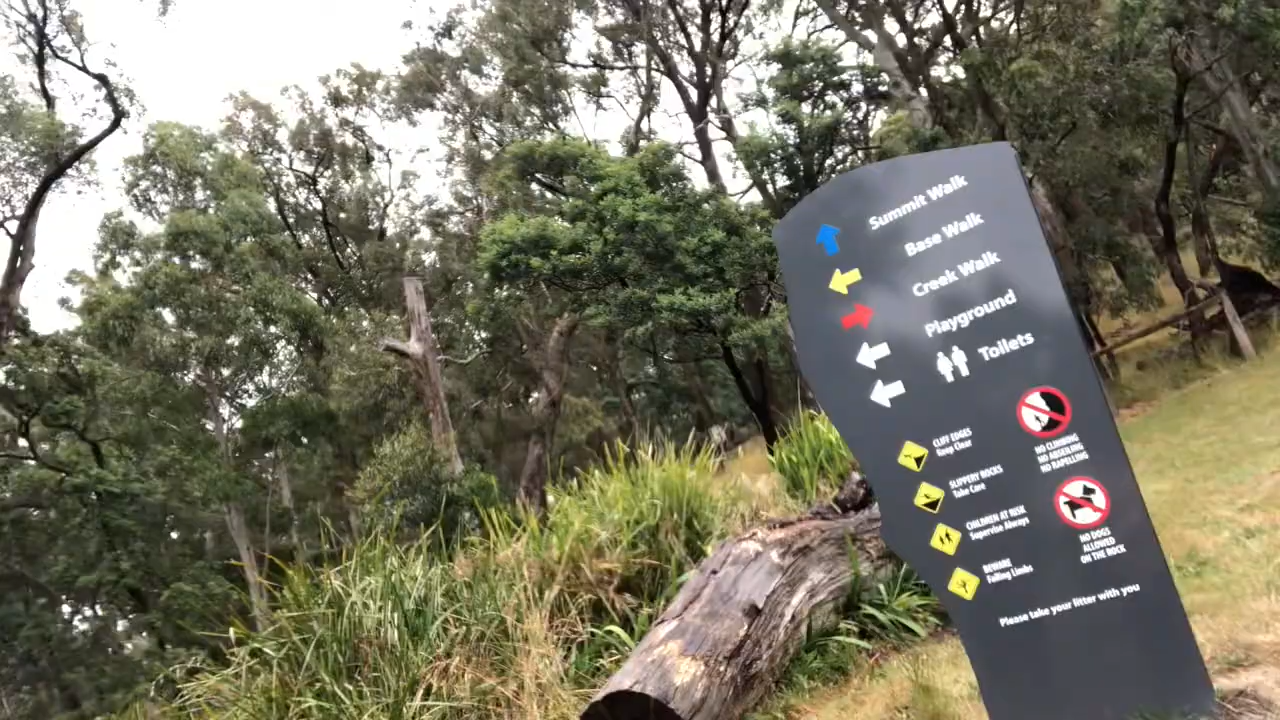 Summit Walk
Base Walk
Creek Walk
Playground
Toilets
CLIFF EDGES
Keep Clear
SLIPPERY ROCKS
Take Care
CHILDREN AT RISK
Supervise Always
BEWARE
Falling Limbs
NO CLIMBING
NO ABSEILING
NO RAPELLING
NO DOGS
ALLOWED
ON THE ROCK
Please take your litter with you